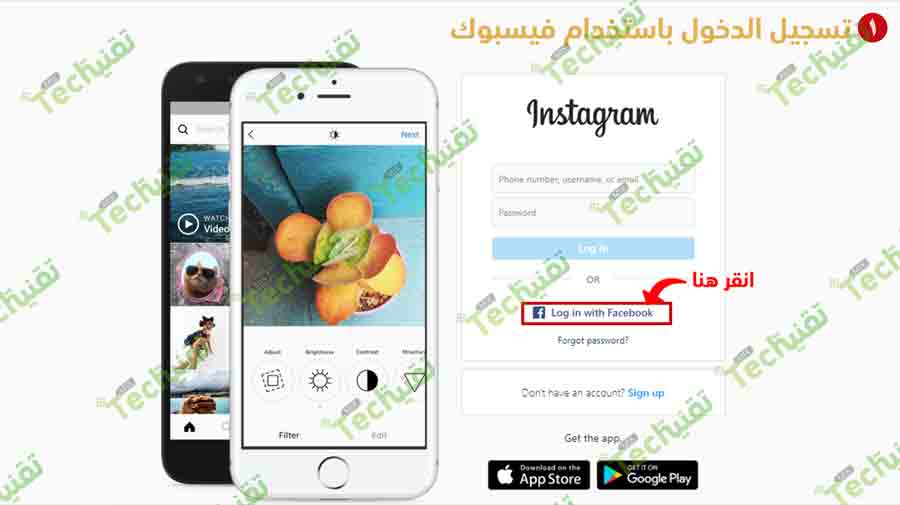 ١ تسجيل الدخول باستخدام فيسبوك
Search
WATCH
Video
Next
Adjust
Brightness
Contrast
Structure
Filter
Edit
Instagram
Phone number, username, or email
Password
Log in
OR
انقر هنا
Log in with Facebook
Forgot password?
Don't have an account? Sign up
Get the app.
Download on the
App Store
GET IT ON
Google Play
تقنية Tech